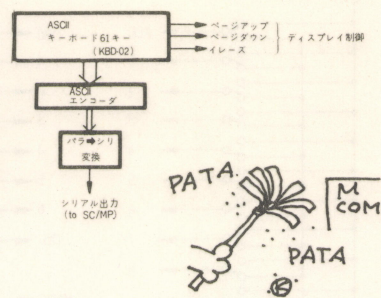 ASCII
キーボード61キー
(KBD-02)
ページアップ
ページダウン
イレーズ
ディスプレイ制御
ASCII
エンコーダ
パラ➡シリ
変換
シリアル出力
(to SC/MP)
PATA
PATA
M
COM
K